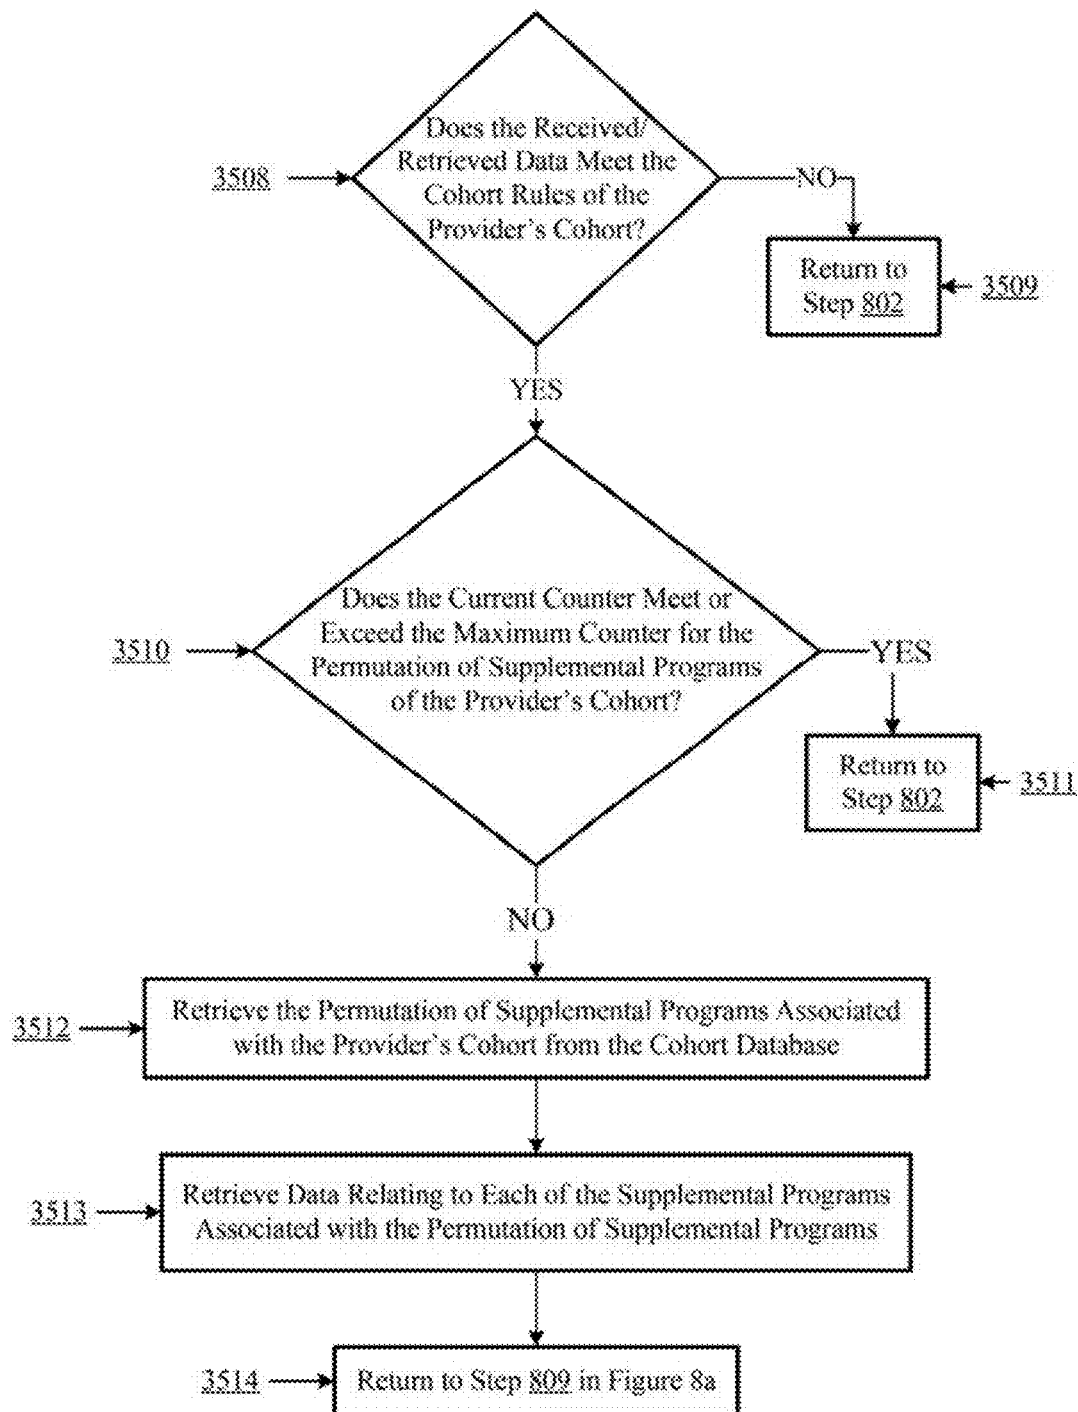 Does the Received/
Retrieved Data Meet the
Cohort Rules of the
Provider's Cohort?
3508
NO
Return to
Step 802
3509
YES
Does the Current Counter Meet or
Exceed the Maximum Counter for the
Permutation of Supplemental Programs
of the Provider's Cohort?
3510
YES
Return to
Step 802
3511
NO
3512
Retrieve the Permutation of Supplemental Programs Associated
with the Provider's Cohort from the Cohort Database
3513
Retrieve Data Relating to Each of the Supplemental Programs
Associated with the Permutation of Supplemental Programs
3514
Return to Step 809 in Figure 8a